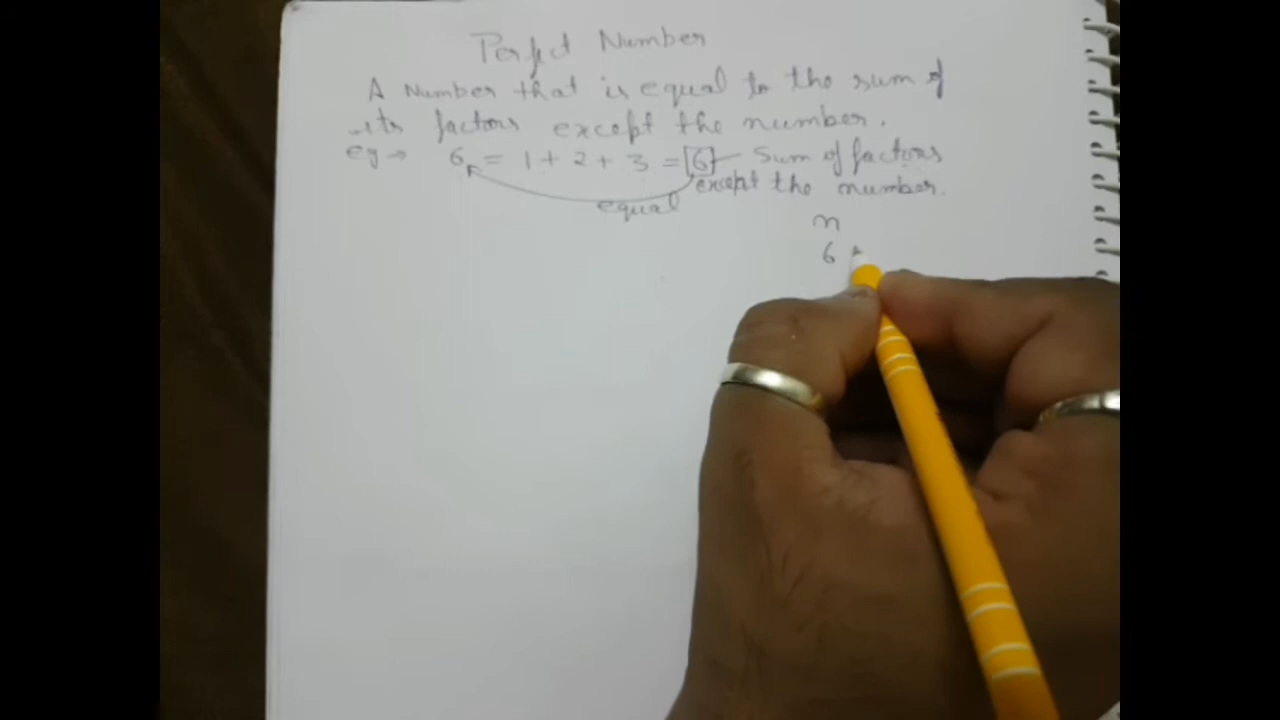 Perfect Number
A Number that is equal to the sum of
its factors except the number.
eg → 6 = 1 + 2 + 3 = 6 - Sum of factors
except the number.
equal
n
6